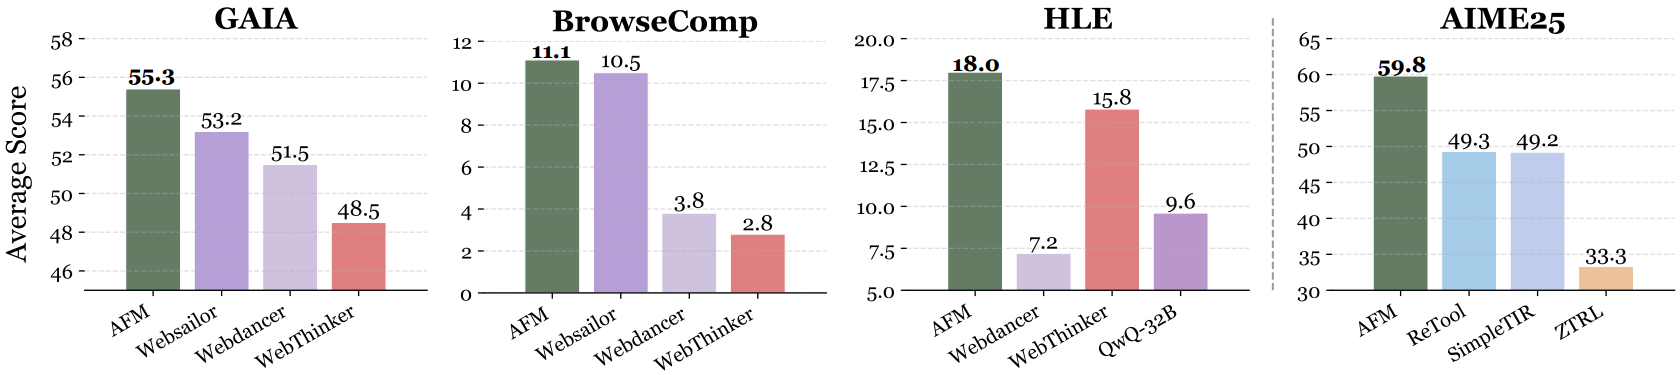 GAIA
Average Score
58
56
54
52
50
48
46
55.3
53.2
51.5
48.5
AFM
Websailor
Webdancer
WebThinker
BrowseComp
12
10
8
6
4
2
0
11.1
10.5
3.8
2.8
AFM
Websailor
Webdancer
WebThinker
HLE
20.0
17.5
15.0
12.5
10.0
7.5
5.0
18.0
7.2
15.8
9.6
AFM
Webdancer
WebThinker
QwQ-32B
AIME25
65
60
55
50
45
40
35
30
59.8
49.3
49.2
33.3
AFM
ReTool
SimpleTIR
ZTRL